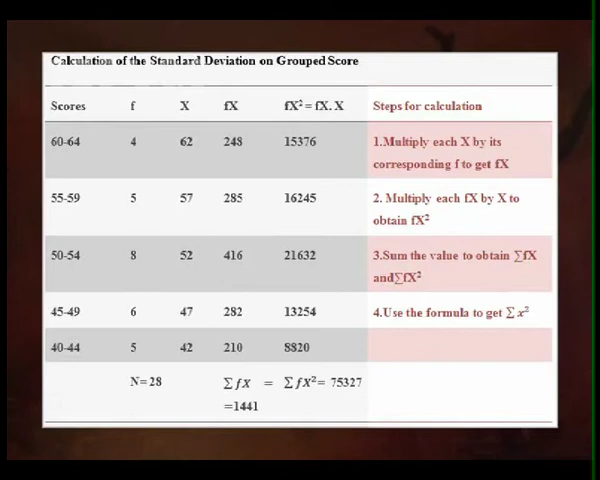 Calculation of the Standard Deviation on Grouped Score
Scores f X fX fX²= fX. X Steps for calculation
60-64 4 62 248 15376 1.Multiply each X by its
corresponding f to get fX
55-59 5 57 285 16245 2. Multiply each fX by X to
obtain fX²
50-54 8 52 416 21632 3.Sum the value to obtain ∑fX
and∑fX²
45-49 6 47 282 13254 4.Use the formula to get ∑ x²
40-44 5 42 210 8820
N=28 ∑ fX = ∑ fX²= 75327
=1441